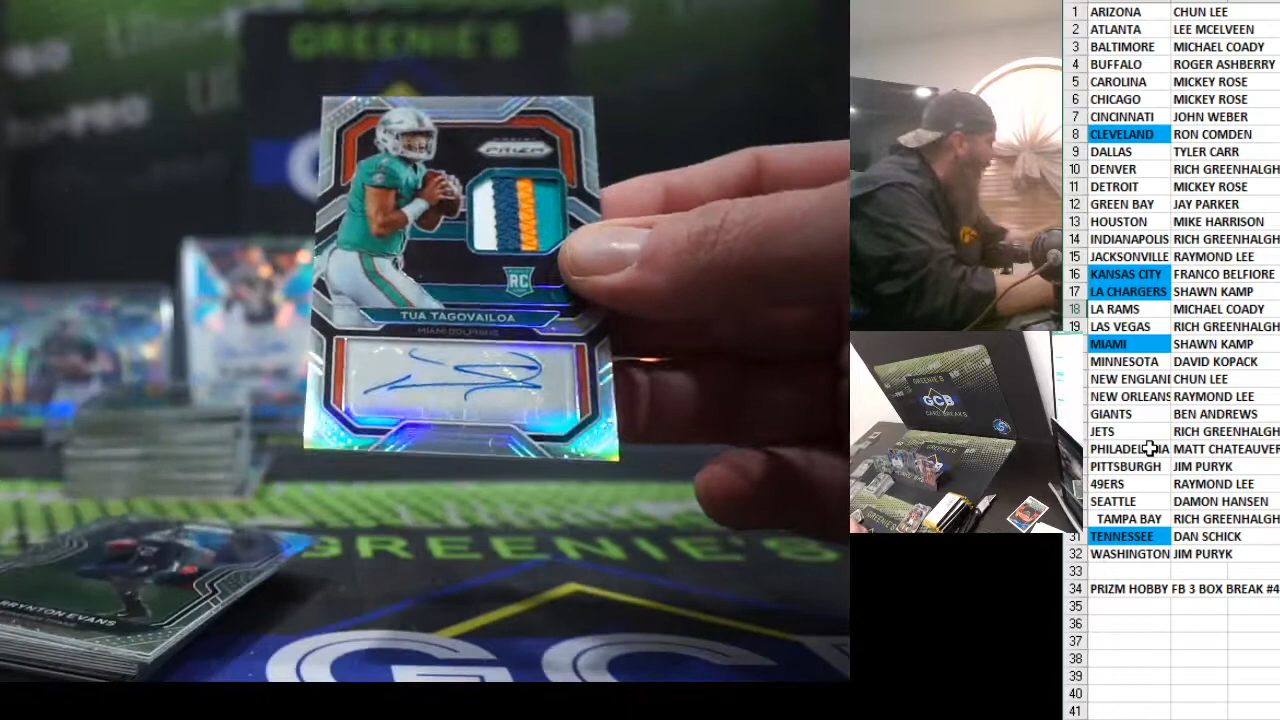 GREENIE'S
PRIZM
RC
TUA TAGOVAILOA
MIAMI DOLPHINS
RRYNTON EVANS
GREENIE'S
GCB
GREENIE'S
GCB
CARD BREAKS
1 ARIZONA CHUN LEE
2 ATLANTA LEE MCELVEEN
3 BALTIMORE MICHAEL COADY
4 BUFFALO ROGER ASHBERRY
5 CAROLINA MICKEY ROSE
6 CHICAGO MICKEY ROSE
7 CINCINNATI JOHN WEBER
8 CLEVELAND RON COMDEN
9 DALLAS TYLER CARR
10 DENVER RICH GREENHALGH
11 DETROIT MICKEY ROSE
12 GREEN BAY JAY PARKER
13 HOUSTON MIKE HARRISON
14 INDIANAPOLIS RICH GREENHALGH
15 JACKSONVILLE RAYMOND LEE
16 KANSAS CITY FRANCO BELFIORE
17 LA CHARGERS SHAWN KAMP
18 LA RAMS MICHAEL COADY
19 LAS VEGAS RICH GREENHALGH
MIAMI SHAWN KAMP
MINNESOTA DAVID KOPACK
NEW ENGLAND CHUN LEE
NEW ORLEANS RAYMOND LEE
GIANTS BEN ANDREWS
JETS RICH GREENHALGH
PHILADELPHIA MATT CHATEAUVER
PITTSBURGH JIM PURYK
49ERS RAYMOND LEE
SEATTLE DAMON HANSEN
TAMPA BAY RICH GREENHALGH
31 TENNESSEE DAN SCHICK
32 WASHINGTON JIM PURYK
33
34 PRIZM HOBBY FB 3 BOX BREAK #4
35
36
37
38
39
40
41